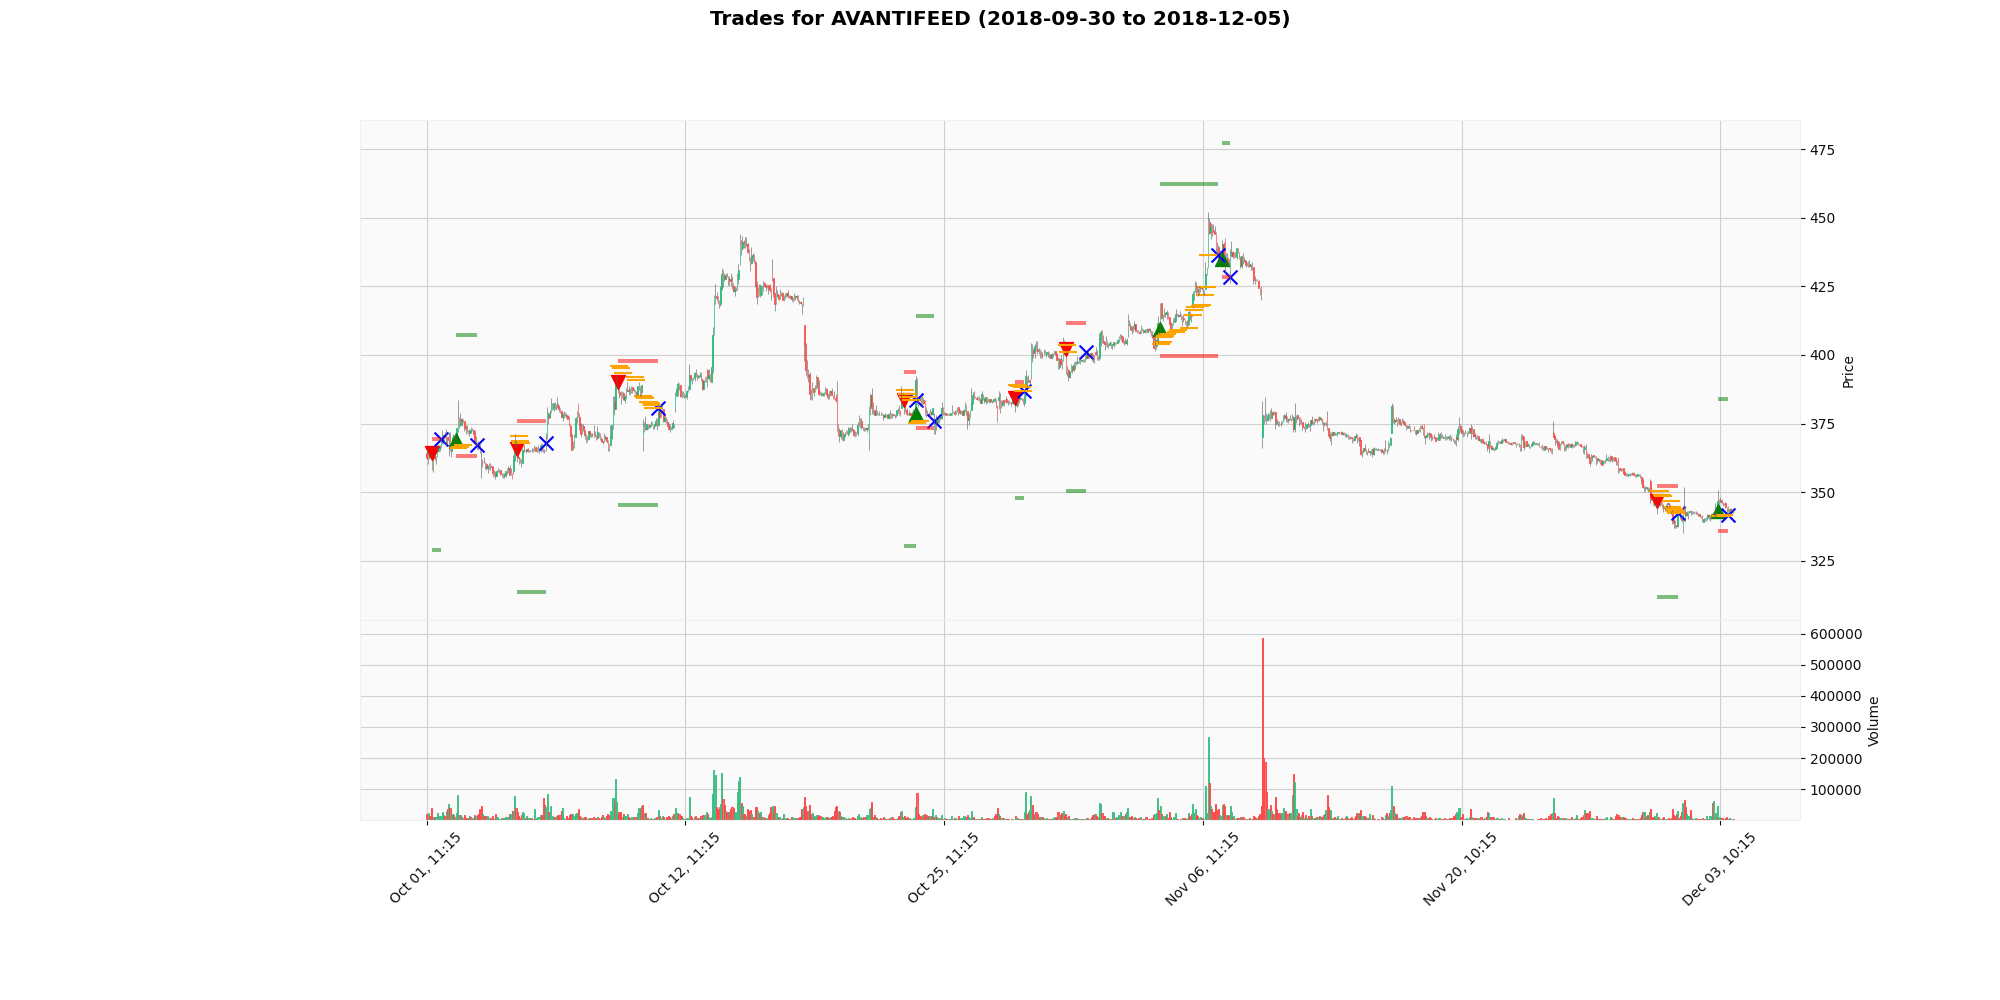 Trades for AVANTIFEED (2018-09-30 to 2018-12-05)
475
450
425
400
375
350
325
Price
600000
500000
400000
300000
200000
100000
Volume
Oct 01, 11:15
Oct 12, 11:15
Oct 25, 11:15
Nov 06, 11:15
Nov 20, 10:15
Dec 03, 10:15